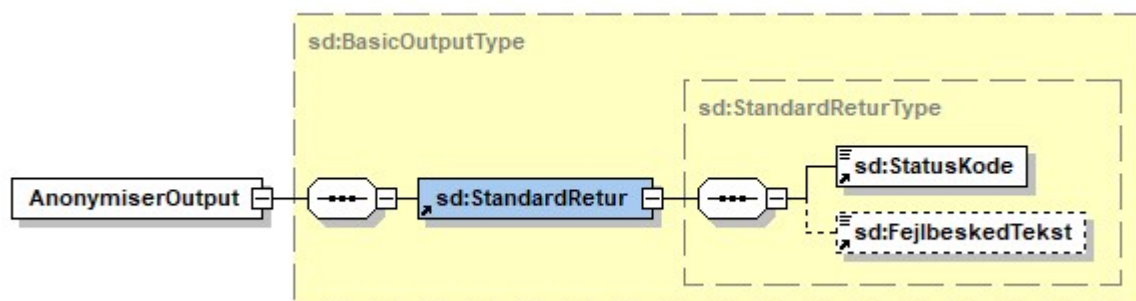 sd:BasicOutputType
sd:StandardReturType
sd:StatusKode
AnonymiserOutput
sd:StandardRetur
sd:FejlbeskedTekst